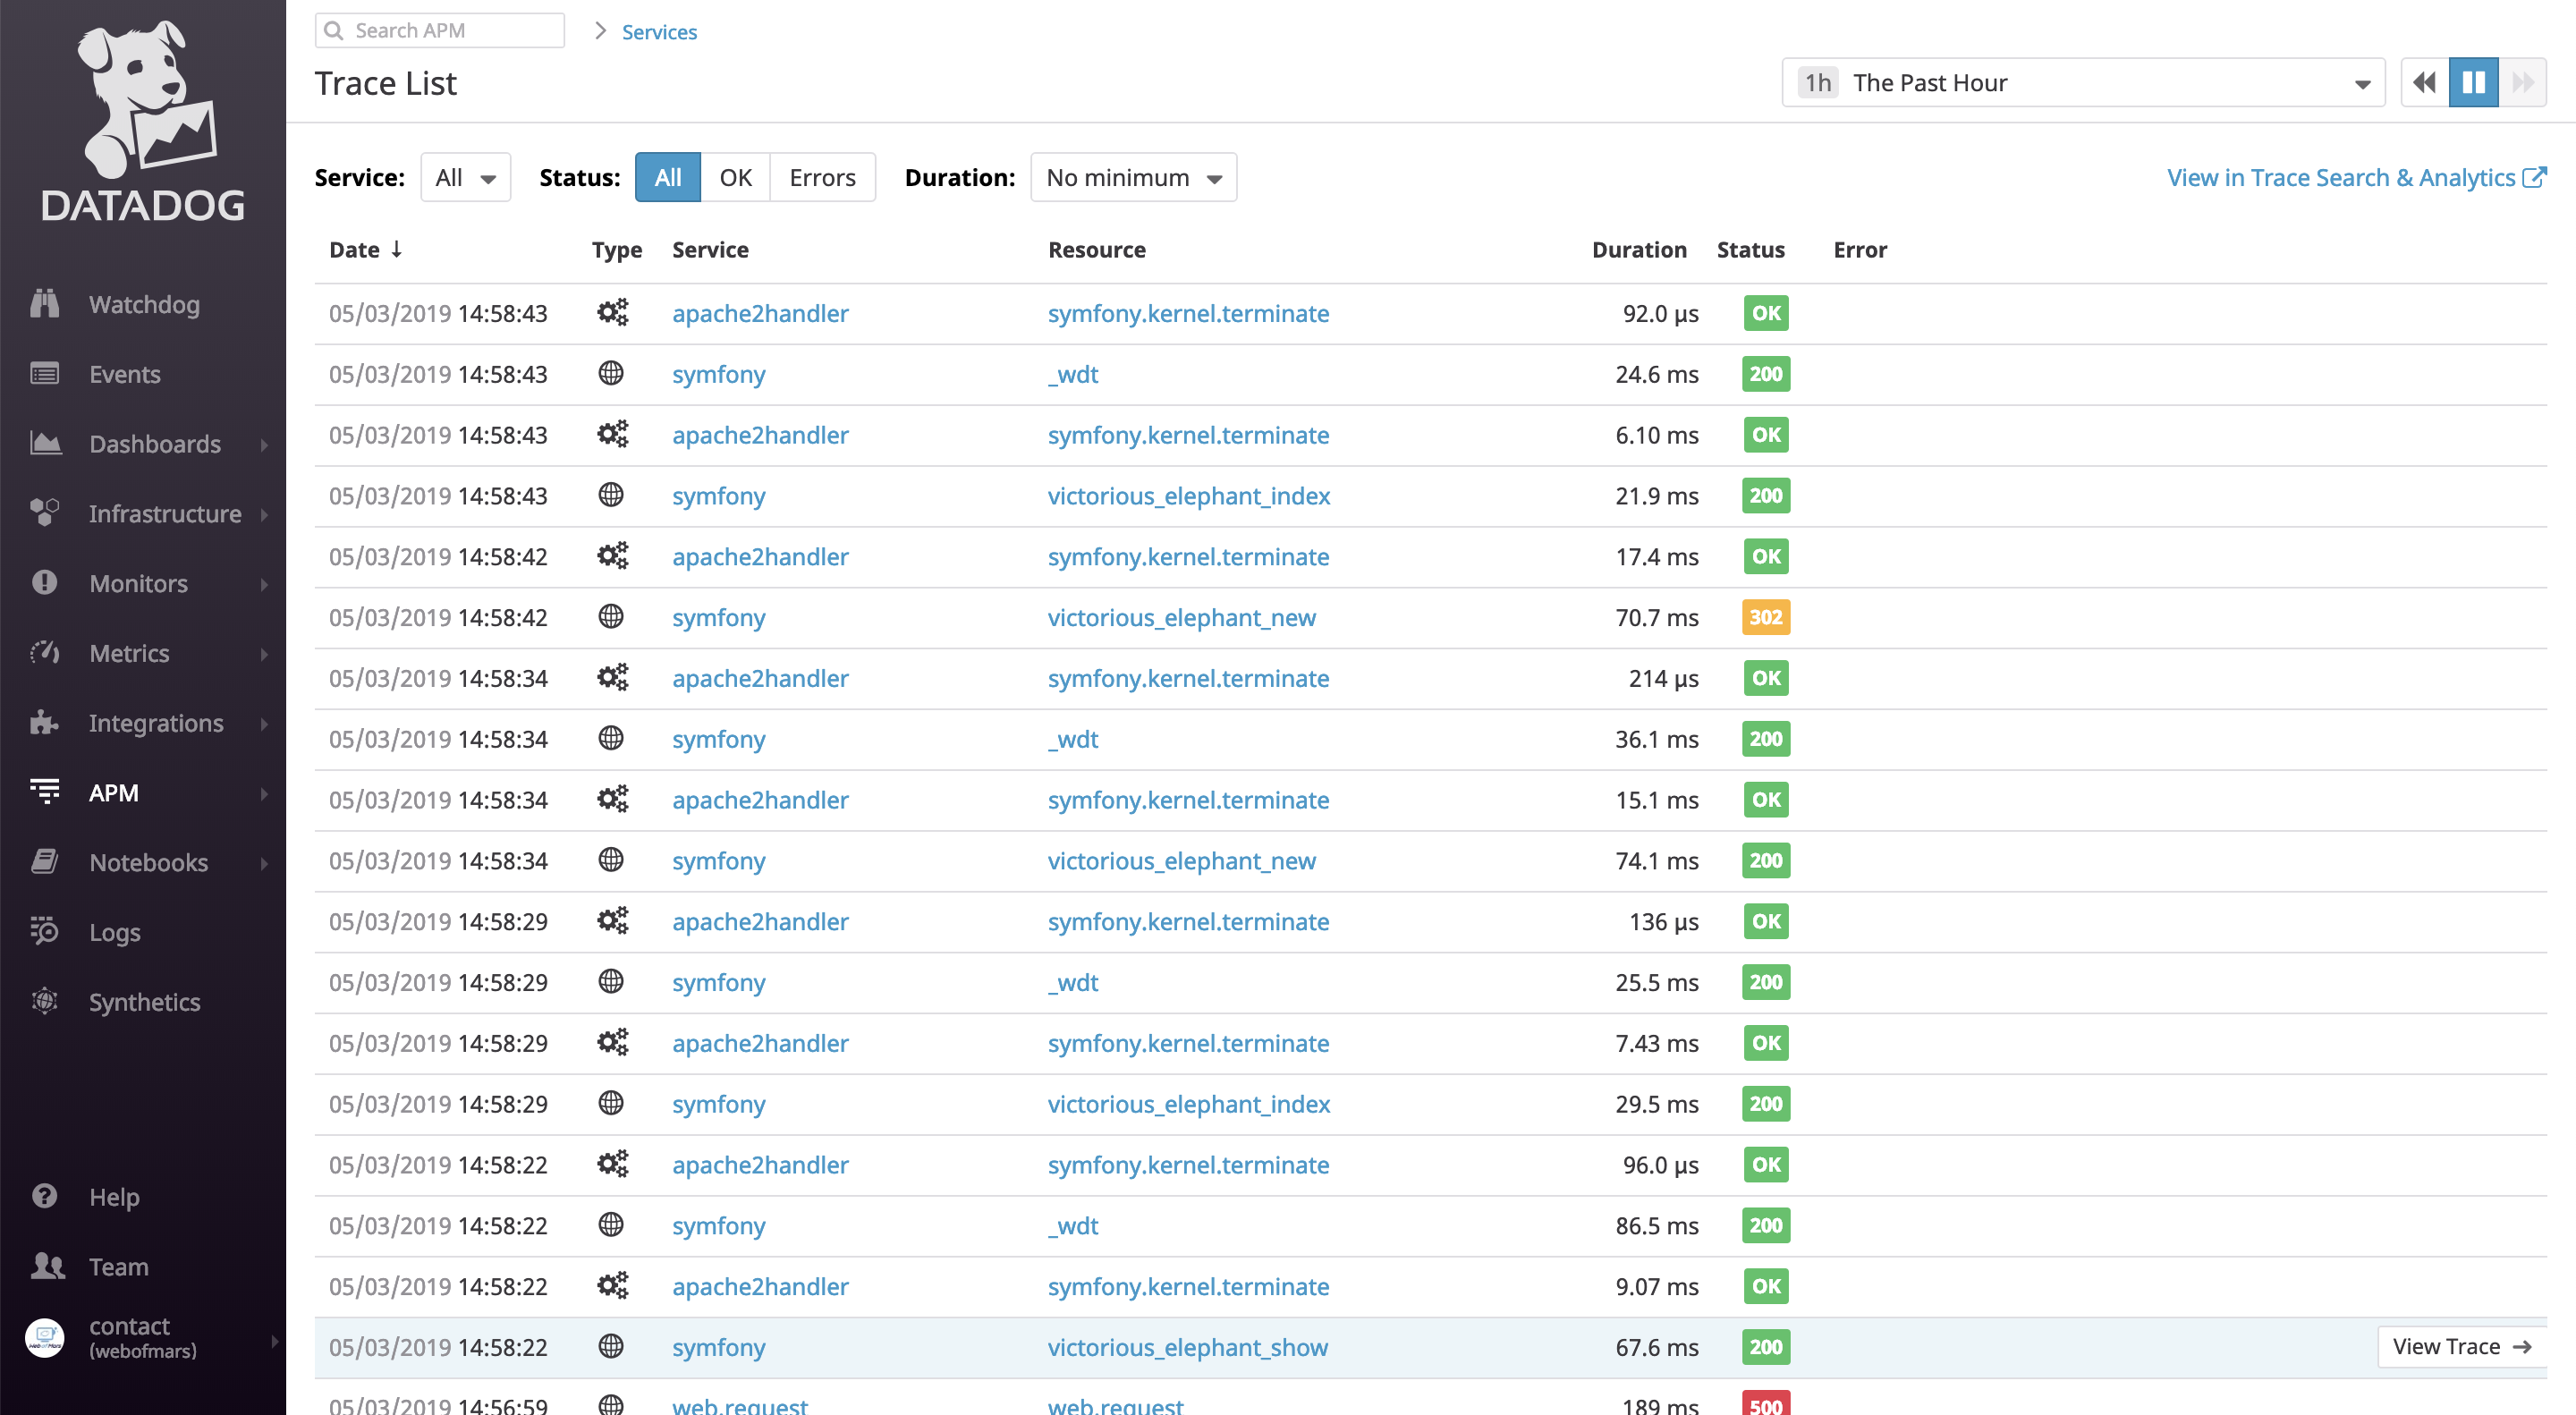 Search APM
Services
Trace List
1h The Past Hour
DATADOG
Service: All Status: All OK Errors Duration: No minimum View in Trace Search & Analytics
Date ↓ Type Service Resource Duration Status Error
05/03/2019 14:58:43 apache2handler symfony.kernel.terminate 92.0 µs OK
05/03/2019 14:58:43 symfony _wdt 24.6 ms 200
05/03/2019 14:58:43 apache2handler symfony.kernel.terminate 6.10 ms OK
05/03/2019 14:58:43 symfony victorious_elephant_index 21.9 ms 200
05/03/2019 14:58:42 apache2handler symfony.kernel.terminate 17.4 ms OK
05/03/2019 14:58:42 symfony victorious_elephant_new 70.7 ms 302
05/03/2019 14:58:34 apache2handler symfony.kernel.terminate 214 µs OK
05/03/2019 14:58:34 symfony _wdt 36.1 ms 200
05/03/2019 14:58:34 apache2handler symfony.kernel.terminate 15.1 ms OK
05/03/2019 14:58:34 symfony victorious_elephant_new 74.1 ms 200
05/03/2019 14:58:29 apache2handler symfony.kernel.terminate 136 µs OK
05/03/2019 14:58:29 symfony _wdt 25.5 ms 200
05/03/2019 14:58:29 apache2handler symfony.kernel.terminate 7.43 ms OK
05/03/2019 14:58:29 symfony victorious_elephant_index 29.5 ms 200
05/03/2019 14:58:22 apache2handler symfony.kernel.terminate 96.0 µs OK
05/03/2019 14:58:22 symfony _wdt 86.5 ms 200
05/03/2019 14:58:22 apache2handler symfony.kernel.terminate 9.07 ms OK
05/03/2019 14:58:22 symfony victorious_elephant_show 67.6 ms 200 View Trace →
05/03/2019 14:56:59 web.request web.request 189 ms 500
Watchdog
Events
Dashboards
Infrastructure
Monitors
Metrics
Integrations
APM
Notebooks
Logs
Synthetics
Help
Team
contact
(webofmars)